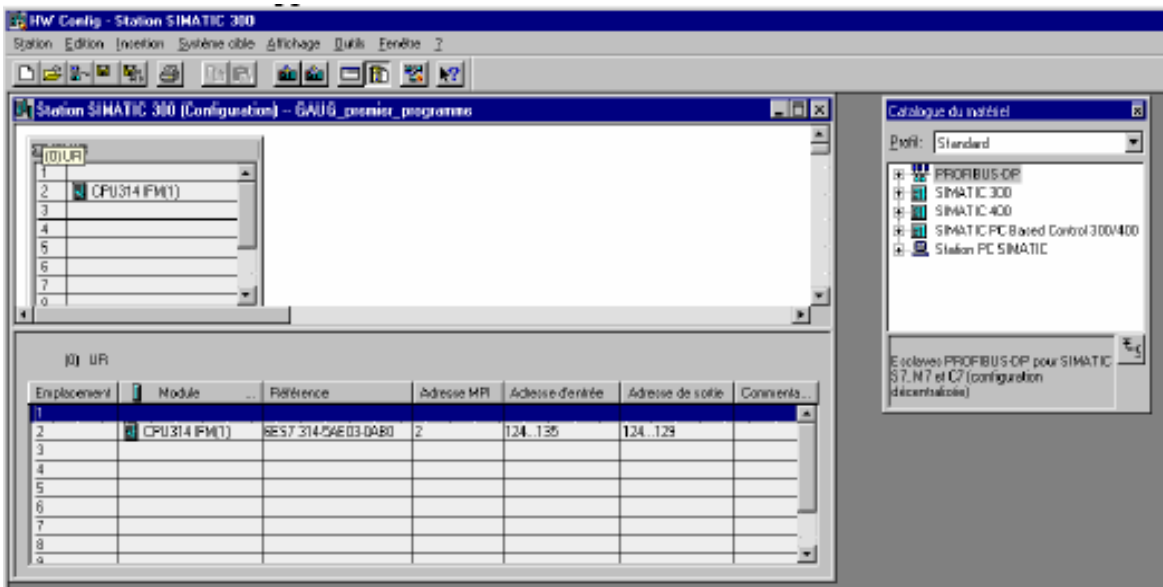 HW Config - Station SIMATIC 300
Station Edition Insertion Système cible Affichage Outils Fenêtre ?
Station SIMATIC 300 (Configuration) -- GAUG_premier_programme
(0) UR
1
2 CPU314 IFM(1)
3
4
5
6
7
Catalogue du matériel
Profil: Standard
PROFIBUS-DP
SIMATIC 300
SIMATIC 400
SIMATIC PC Based Control 300/400
Station PC SIMATIC
Esclaves PROFIBUS-DP pour SIMATIC
S7, M7 et C7 (configuration
décentralisée)
(0) UR
Emplacement Module ... Référence Adresse MPI Adresse d'entrée Adresse de sortie Commenta...
1
2 CPU314 IFM(1) 6ES7 314-5AE03-0AB0 2 124...135 124...129
3
4
5
6
7
8
9